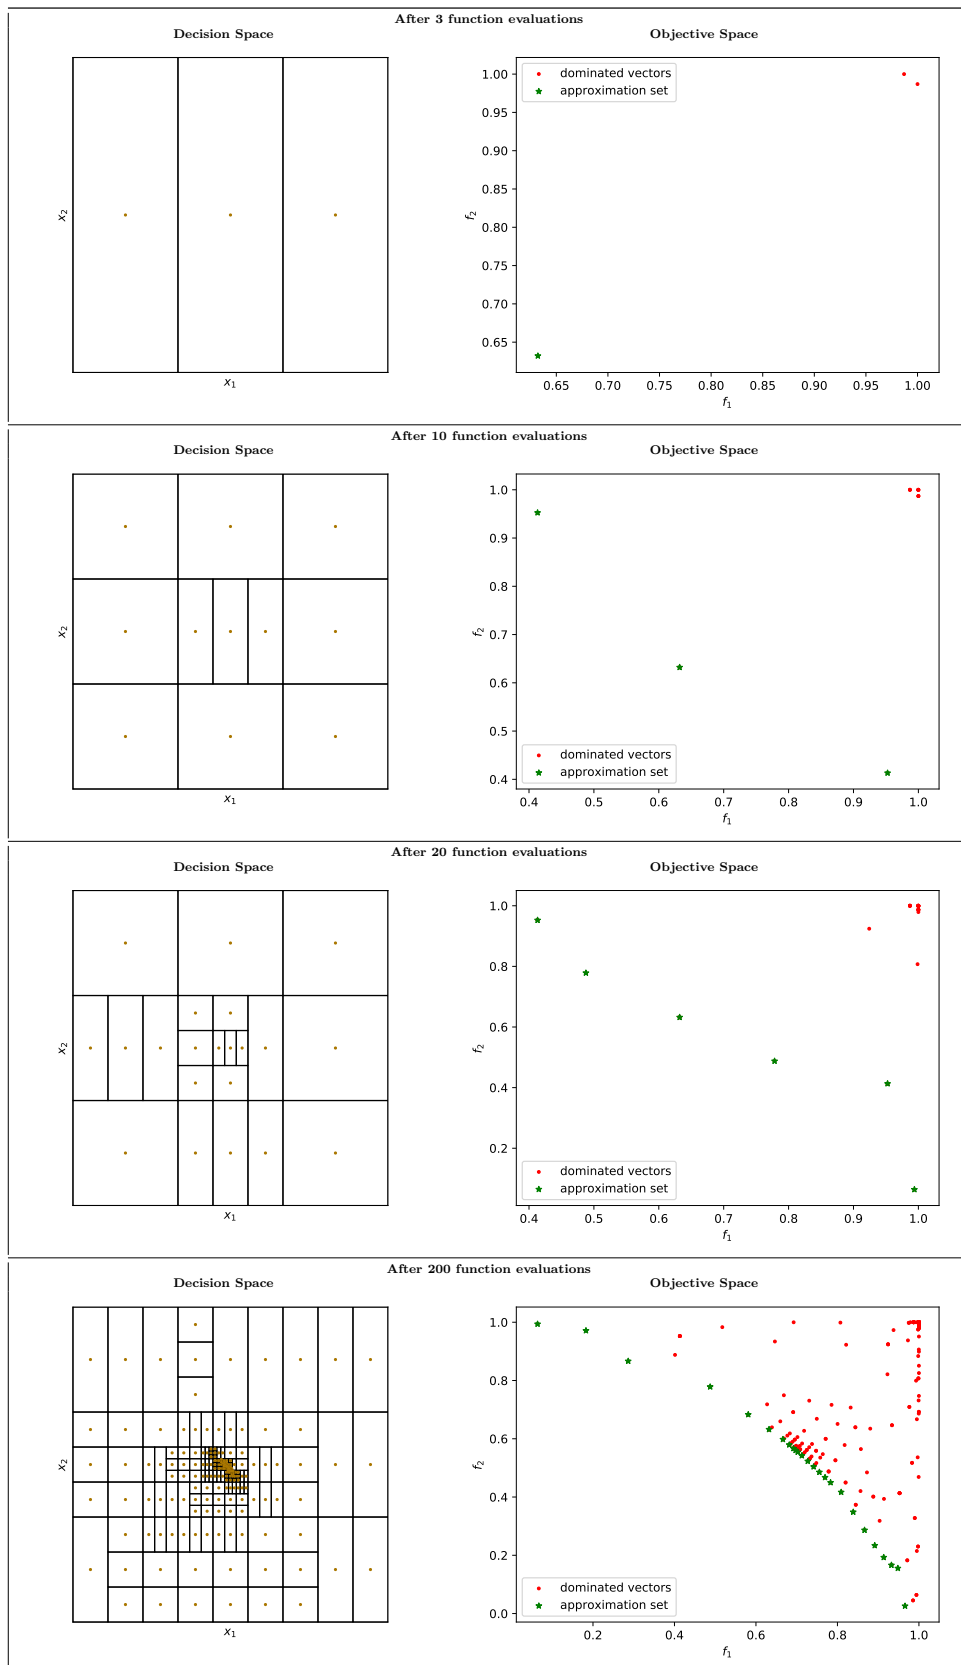 After 3 function evaluations
Decision Space
Objective Space
x₂
x₁
dominated vectors
approximation set
f₂
1.00
0.95
0.90
0.85
0.80
0.75
0.70
0.65
0.65 0.70 0.75 0.80 0.85 0.90 0.95 1.00
f₁
After 10 function evaluations
Decision Space
Objective Space
x₂
x₁
f₂
1.0
0.9
0.8
0.7
0.6
0.5
0.4
dominated vectors
approximation set
0.4 0.5 0.6 0.7 0.8 0.9 1.0
f₁
After 20 function evaluations
Decision Space
Objective Space
x₂
x₁
f₂
1.0
0.8
0.6
0.4
0.2
dominated vectors
approximation set
0.4 0.5 0.6 0.7 0.8 0.9 1.0
f₁
After 200 function evaluations
Decision Space
Objective Space
x₂
x₁
f₂
1.0
0.8
0.6
0.4
0.2
0.0
dominated vectors
approximation set
0.2 0.4 0.6 0.8 1.0
f₁